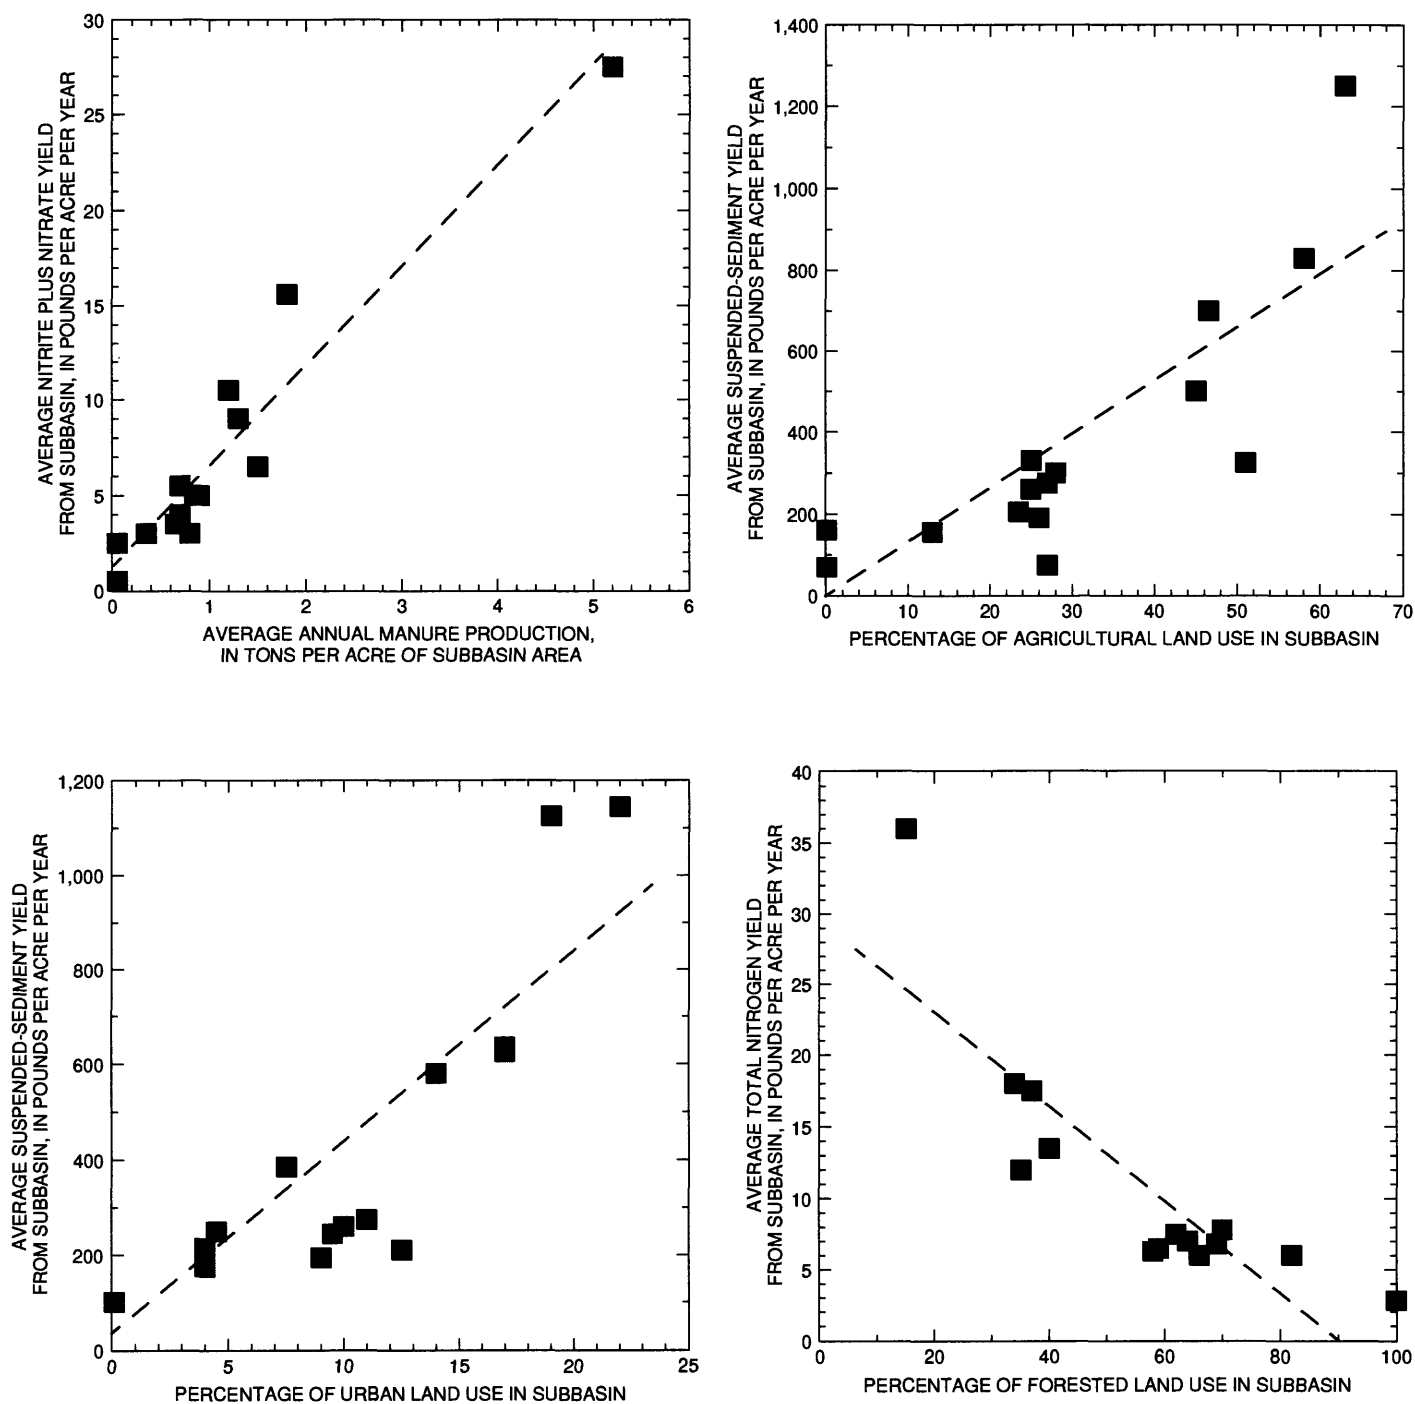 AVERAGE NITRITE PLUS NITRATE YIELD
FROM SUBBASIN, IN POUNDS PER ACRE PER YEAR
30
25
20
15
10
5
0
0 1 2 3 4 5 6
AVERAGE ANNUAL MANURE PRODUCTION,
IN TONS PER ACRE OF SUBBASIN AREA
AVERAGE SUSPENDED-SEDIMENT YIELD
FROM SUBBASIN, IN POUNDS PER ACRE PER YEAR
1,400
1,200
1,000
800
600
400
200
0
0 10 20 30 40 50 60 70
PERCENTAGE OF AGRICULTURAL LAND USE IN SUBBASIN
AVERAGE SUSPENDED-SEDIMENT YIELD
FROM SUBBASIN, IN POUNDS PER ACRE PER YEAR
1,200
1,000
800
600
400
200
0
0 5 10 15 20 25
PERCENTAGE OF URBAN LAND USE IN SUBBASIN
AVERAGE TOTAL NITROGEN YIELD
FROM SUBBASIN, IN POUNDS PER ACRE PER YEAR
40
35
30
25
20
15
10
5
0
0 20 40 60 80 100
PERCENTAGE OF FORESTED LAND USE IN SUBBASIN